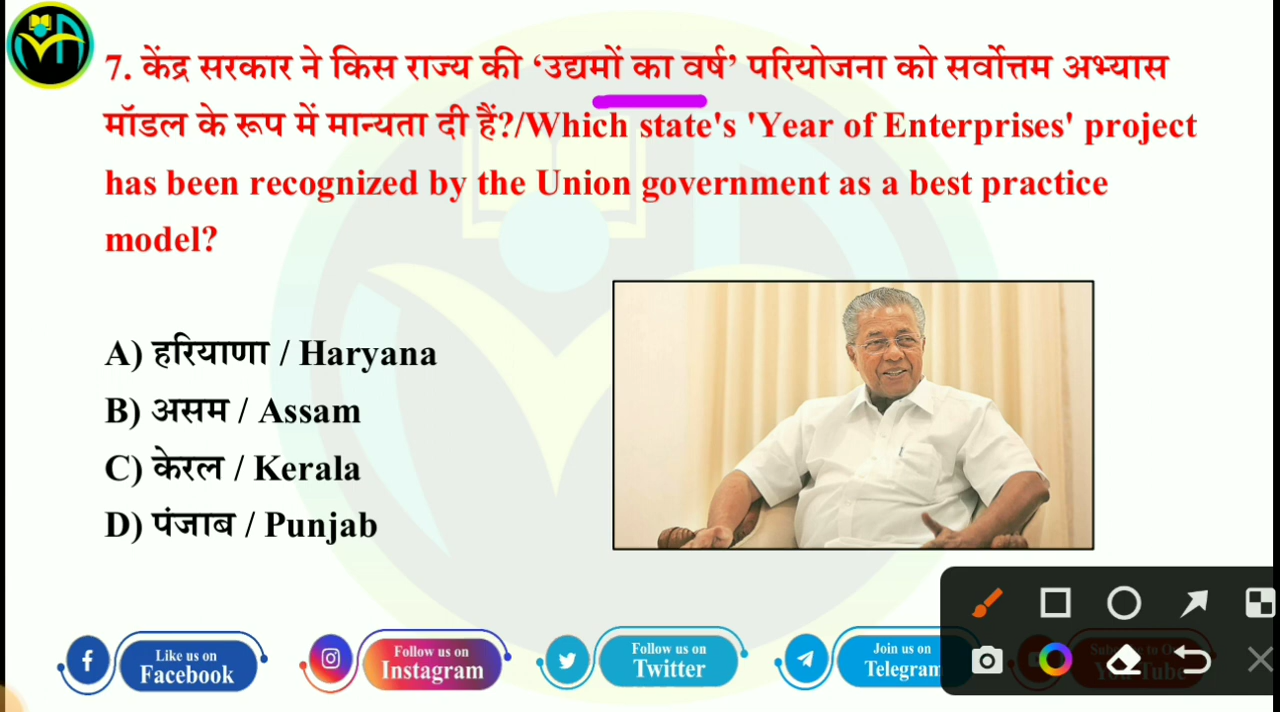 7. केंद्र सरकार ने किस राज्य की ‘उद्यमों का वर्ष’ परियोजना को सर्वोत्तम अभ्यास
मॉडल के रूप में मान्यता दी हैं?/Which state's 'Year of Enterprises' project
has been recognized by the Union government as a best practice
model?
A) हरियाणा / Haryana
B) असम / Assam
C) केरल / Kerala
D) पंजाब / Punjab
Like us on
Facebook
Follow us on
Instagram
Follow us on
Twitter
Join us on
Telegram